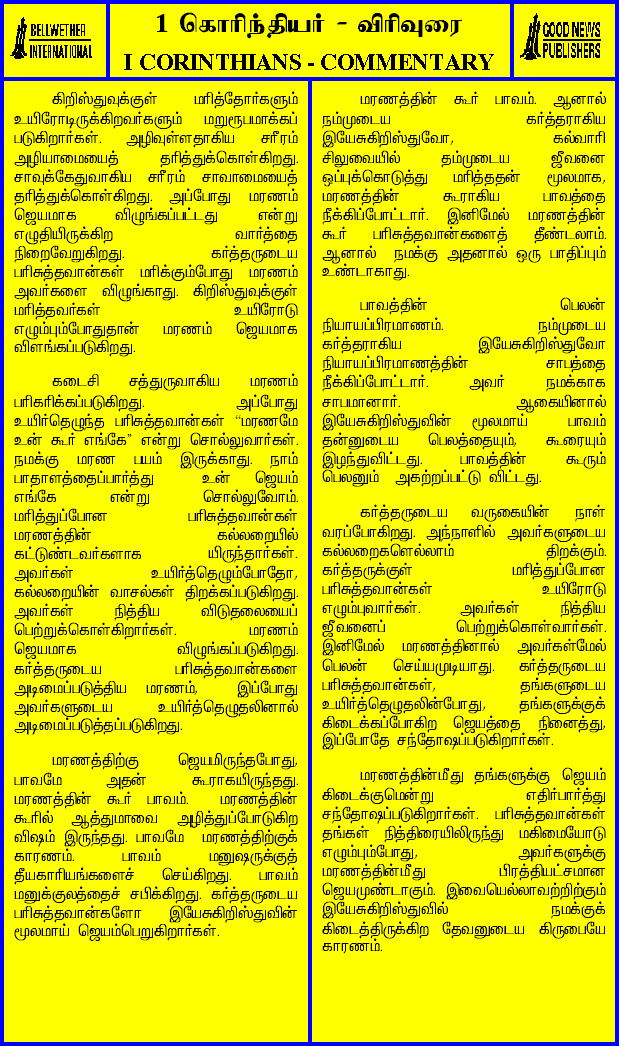 BELLWETHER
INTERNATIONAL
1 கொரிந்தியர் - விரிவுரை
I CORINTHIANS - COMMENTARY
GOOD NEWS
PUBLISHERS
கிறிஸ்துவுக்குள் மரித்தோர்களும்
உயிரோடிருக்கிறவர்களும் மறுரூபமாக்கப்
படுகிறார்கள். அழிவுள்ளதாகிய சரீரம்
அழியாமையைத் தரித்துக்கொள்கிறது.
சாவுக்கேதுவாகிய சரீரம் சாவாமையைத்
தரித்துக்கொள்கிறது. அப்போது மரணம்
ஜெயமாக விழுங்கப்பட்டது என்று
எழுதியிருக்கிற வார்த்தை
நிறைவேறுகிறது. கர்த்தருடைய
பரிசுத்தவான்கள் மரிக்கும்போது மரணம்
அவர்களை விழுங்காது. கிறிஸ்துவுக்குள்
மரித்தவர்கள் உயிரோடு
எழும்பும்போதுதான் மரணம் ஜெயமாக
விளங்கப்படுகிறது.
கடைசி சத்துருவாகிய மரணம்
பரிகரிக்கப்படுகிறது. அப்போது
உயிர்தெழுந்த பரிசுத்தவான்கள் “மரணமே
உன் கூர் எங்கே” என்று சொல்லுவார்கள்.
நமக்கு மரண பயம் இருக்காது. நாம்
பாதாளத்தைப்பார்த்து உன் ஜெயம்
எங்கே என்று சொல்லுவோம்.
மரித்துப்போன பரிசுத்தவான்கள்
மரணத்தின் கல்லறையில்
கட்டுண்டவர்களாக யிருந்தார்கள்.
அவர்கள் உயிர்த்தெழும்போதோ,
கல்லறையின் வாசல்கள் திறக்கப்படுகிறது.
அவர்கள் நித்திய விடுதலையைப்
பெற்றுக்கொள்கிறார்கள். மரணம்
ஜெயமாக விழுங்கப்படுகிறது.
கர்த்தருடைய பரிசுத்தவான்களை
அடிமைப்படுத்திய மரணம், இப்போது
அவர்களுடைய உயிர்த்தெழுதலினால்
அடிமைப்படுத்தப்படுகிறது.
மரணத்திற்கு ஜெயமிருந்தபோது,
பாவமே அதன் கூராகயிருந்தது.
மரணத்தின் கூர் பாவம். மரணத்தின்
கூரில் ஆத்துமாவை அழித்துப்போடுகிற
விஷம் இருந்தது. பாவமே மரணத்திற்குக்
காரணம். பாவம் மனுஷருக்குத்
தீயகாரியங்களைச் செய்கிறது. பாவம்
மனுக்குலத்தைச் சபிக்கிறது. கர்த்தருடைய
பரிசுத்தவான்களோ இயேசுகிறிஸ்துவின்
மூலமாய் ஜெயம்பெறுகிறார்கள்.
மரணத்தின் கூர் பாவம். ஆனால்
நம்முடைய கர்த்தராகிய
இயேசுகிறிஸ்துவோ, கல்வாரி
சிலுவையில் தம்முடைய ஜீவனை
ஒப்புக்கொடுத்து மரித்ததன் மூலமாக,
மரணத்தின் கூராகிய பாவத்தை
நீக்கிப்போட்டார். இனிமேல் மரணத்தின்
கூர் பரிசுத்தவான்களைத் தீண்டலாம்.
ஆனால் நமக்கு அதனால் ஒரு பாதிப்பும்
உண்டாகாது.
பாவத்தின் பெலன்
நியாயப்பிரமாணம். நம்முடைய
கர்த்தராகிய இயேசுகிறிஸ்துவோ
நியாயப்பிரமாணத்தின் சாபத்தை
நீக்கிப்போட்டார். அவர் நமக்காக
சாபமானார். ஆகையினால்
இயேசுகிறிஸ்துவின் மூலமாய் பாவம்
தன்னுடைய பெலத்தையும், கூரையும்
இழந்துவிட்டது. பாவத்தின் கூரும்
பெலனும் அகற்றப்பட்டு விட்டது.
கர்த்தருடைய வருகையின் நாள்
வரப்போகிறது. அந்நாளில் அவர்களுடைய
கல்லறைகளெல்லாம் திறக்கும்.
கர்த்தருக்குள் மரித்துப்போன
பரிசுத்தவான்கள் உயிரோடு
எழும்புவார்கள். அவர்கள் நித்திய
ஜீவனைப் பெற்றுக்கொள்வார்கள்.
இனிமேல் மரணத்தினால் அவர்கள்மேல்
பெலன் செய்யமுடியாது. கர்த்தருடைய
பரிசுத்தவான்கள், தங்களுடைய
உயிர்த்தெழுதலின்போது, தங்களுக்குக்
கிடைக்கப்போகிற ஜெயத்தை நினைத்து,
இப்போதே சந்தோஷப்படுகிறார்கள்.
மரணத்தின்மீது தங்களுக்கு ஜெயம்
கிடைக்குமென்று எதிர்பார்த்து
சந்தோஷப்படுகிறார்கள். பரிசுத்தவான்கள்
தங்கள் நித்திரையிலிருந்து மகிமையோடு
எழும்பும்போது, அவர்களுக்கு
மரணத்தின்மீது பிரத்தியட்சமான
ஜெயமுண்டாகும். இவையெல்லாவற்றிற்கும்
இயேசுகிறிஸ்துவில் நமக்குக்
கிடைத்திருக்கிற தேவனுடைய கிருபையே
காரணம்.